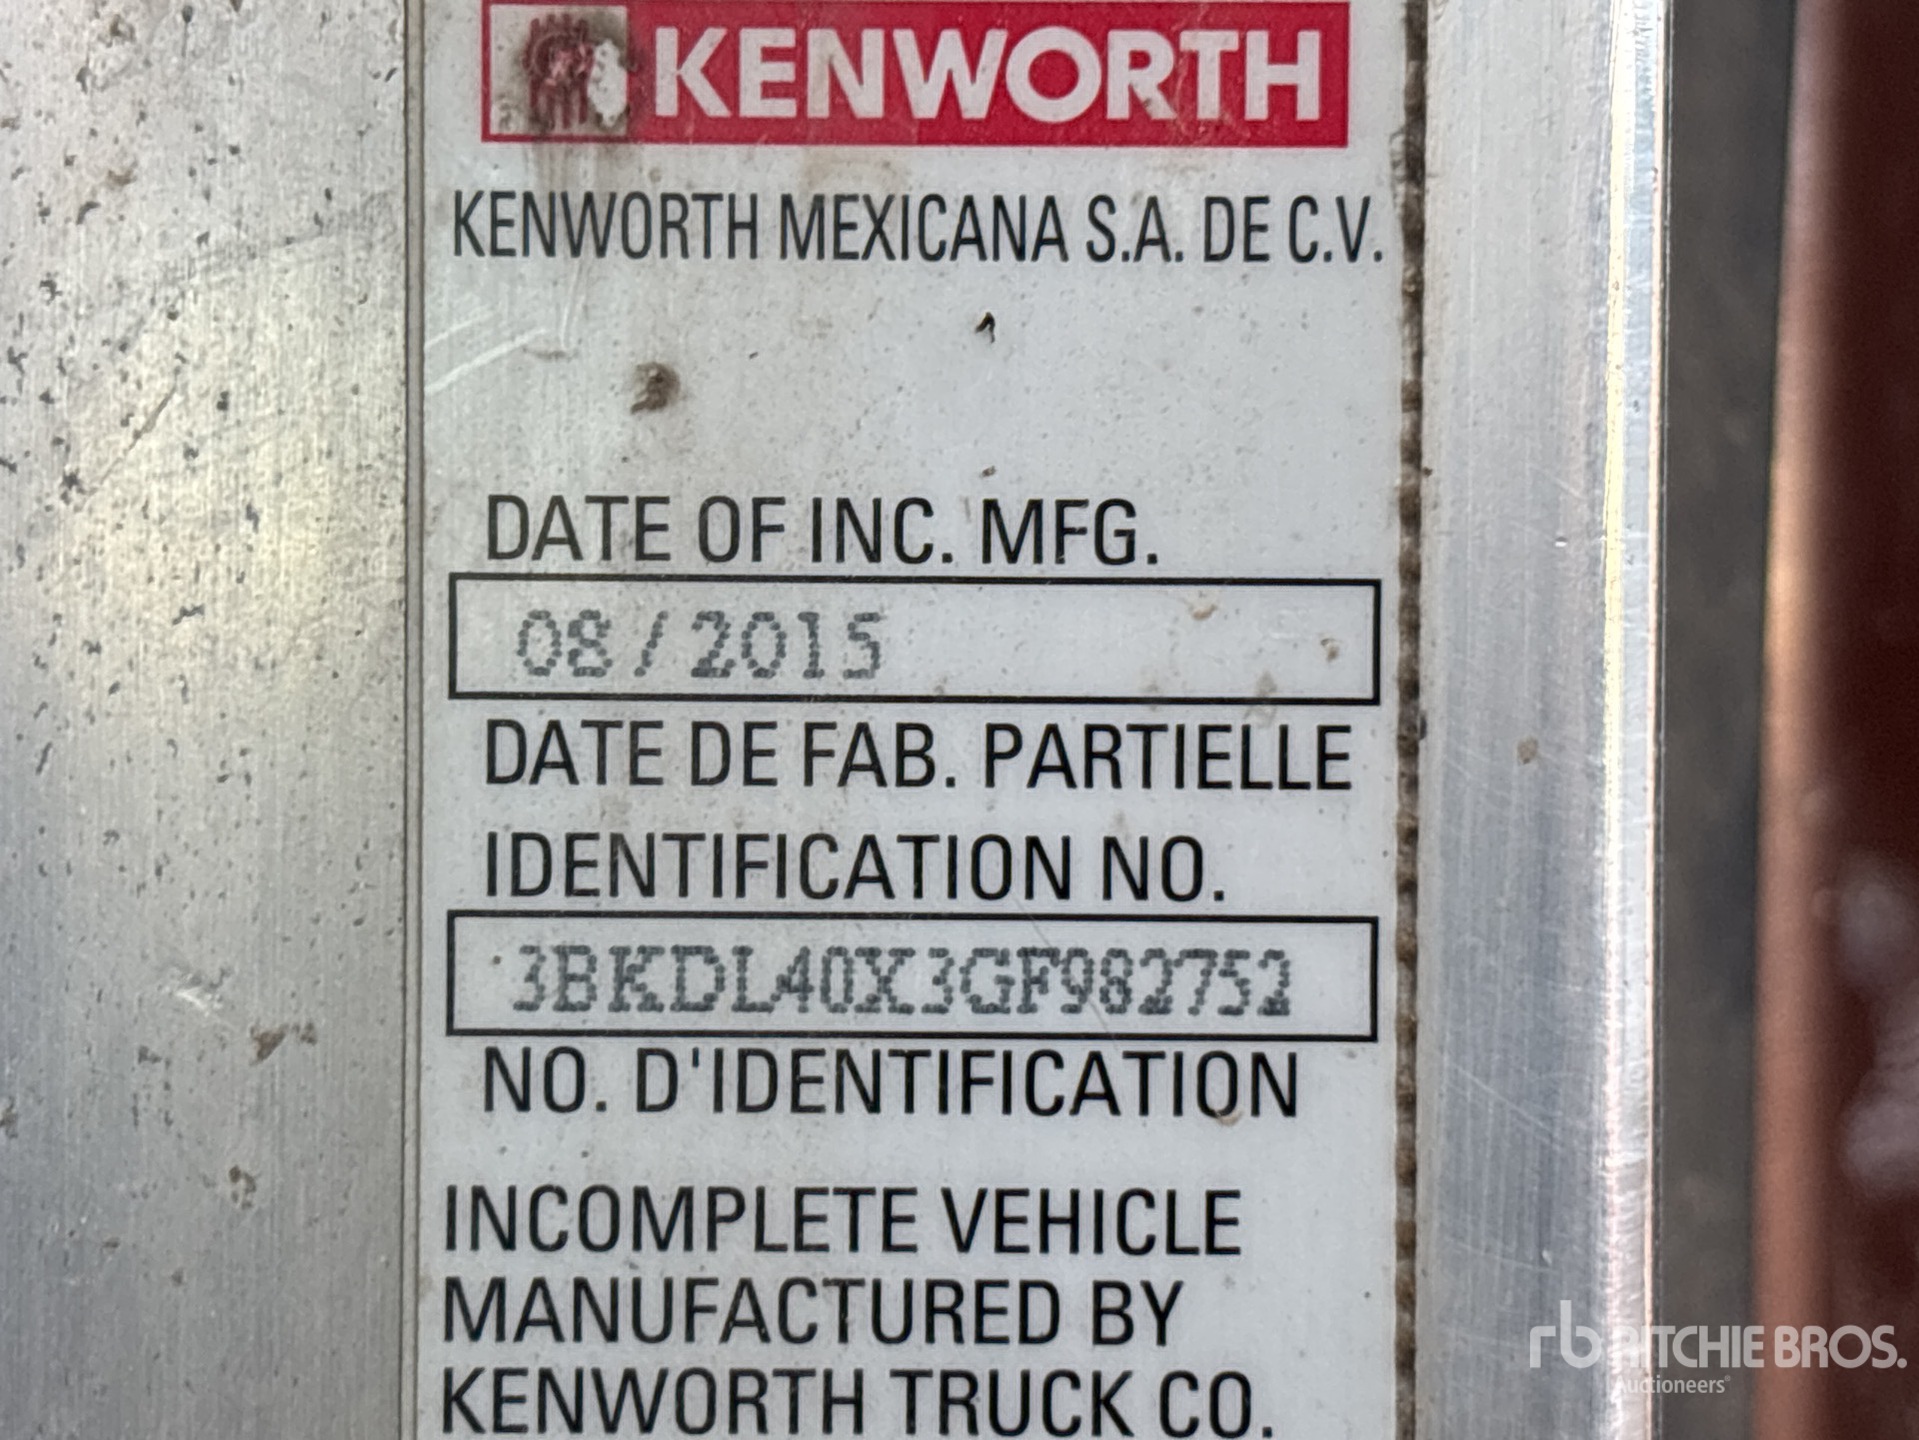 KENWORTH
KENWORTH MEXICANA S.A. DE C.V.
DATE OF INC. MFG.
08/2015
DATE DE FAB. PARTIELLE
IDENTIFICATION NO.
3BKDL40X3GF982752
NO. D'IDENTIFICATION
INCOMPLETE VEHICLE
MANUFACTURED BY
KENWORTH TRUCK CO.
rb RITCHIE BROS.
Auctioneers®